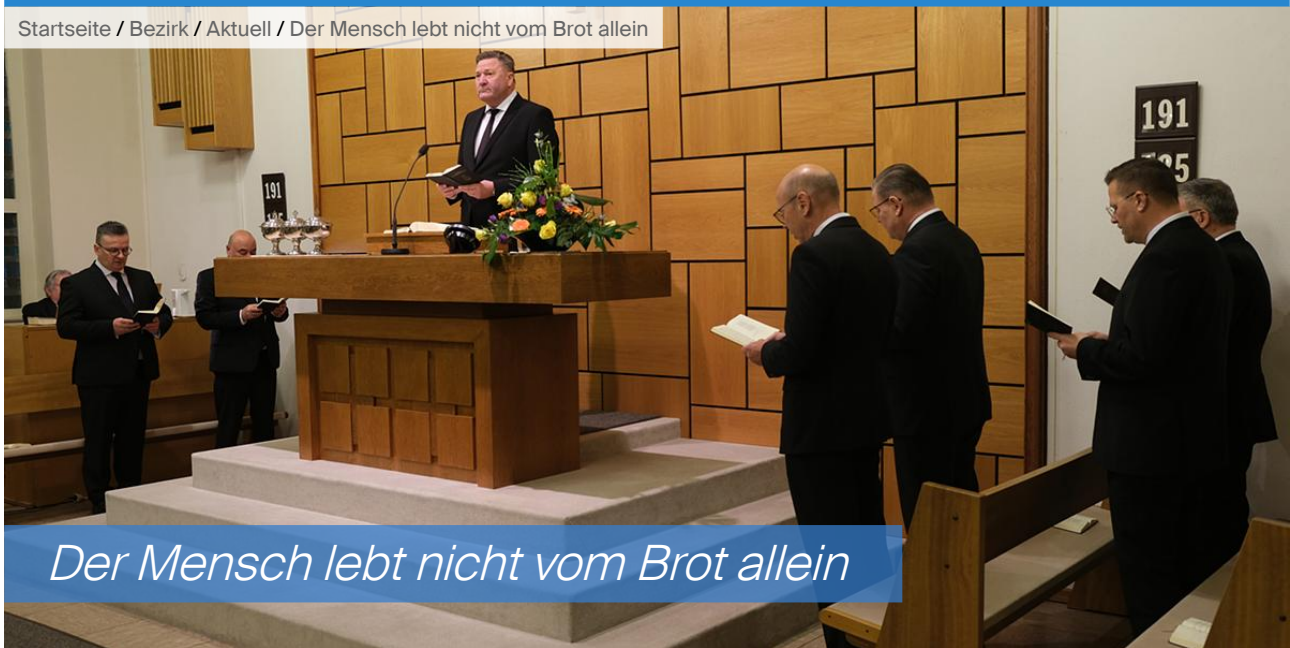 Startseite / Bezirk / Aktuell / Der Mensch lebt nicht vom Brot allein
191
191
Der Mensch lebt nicht vom Brot allein